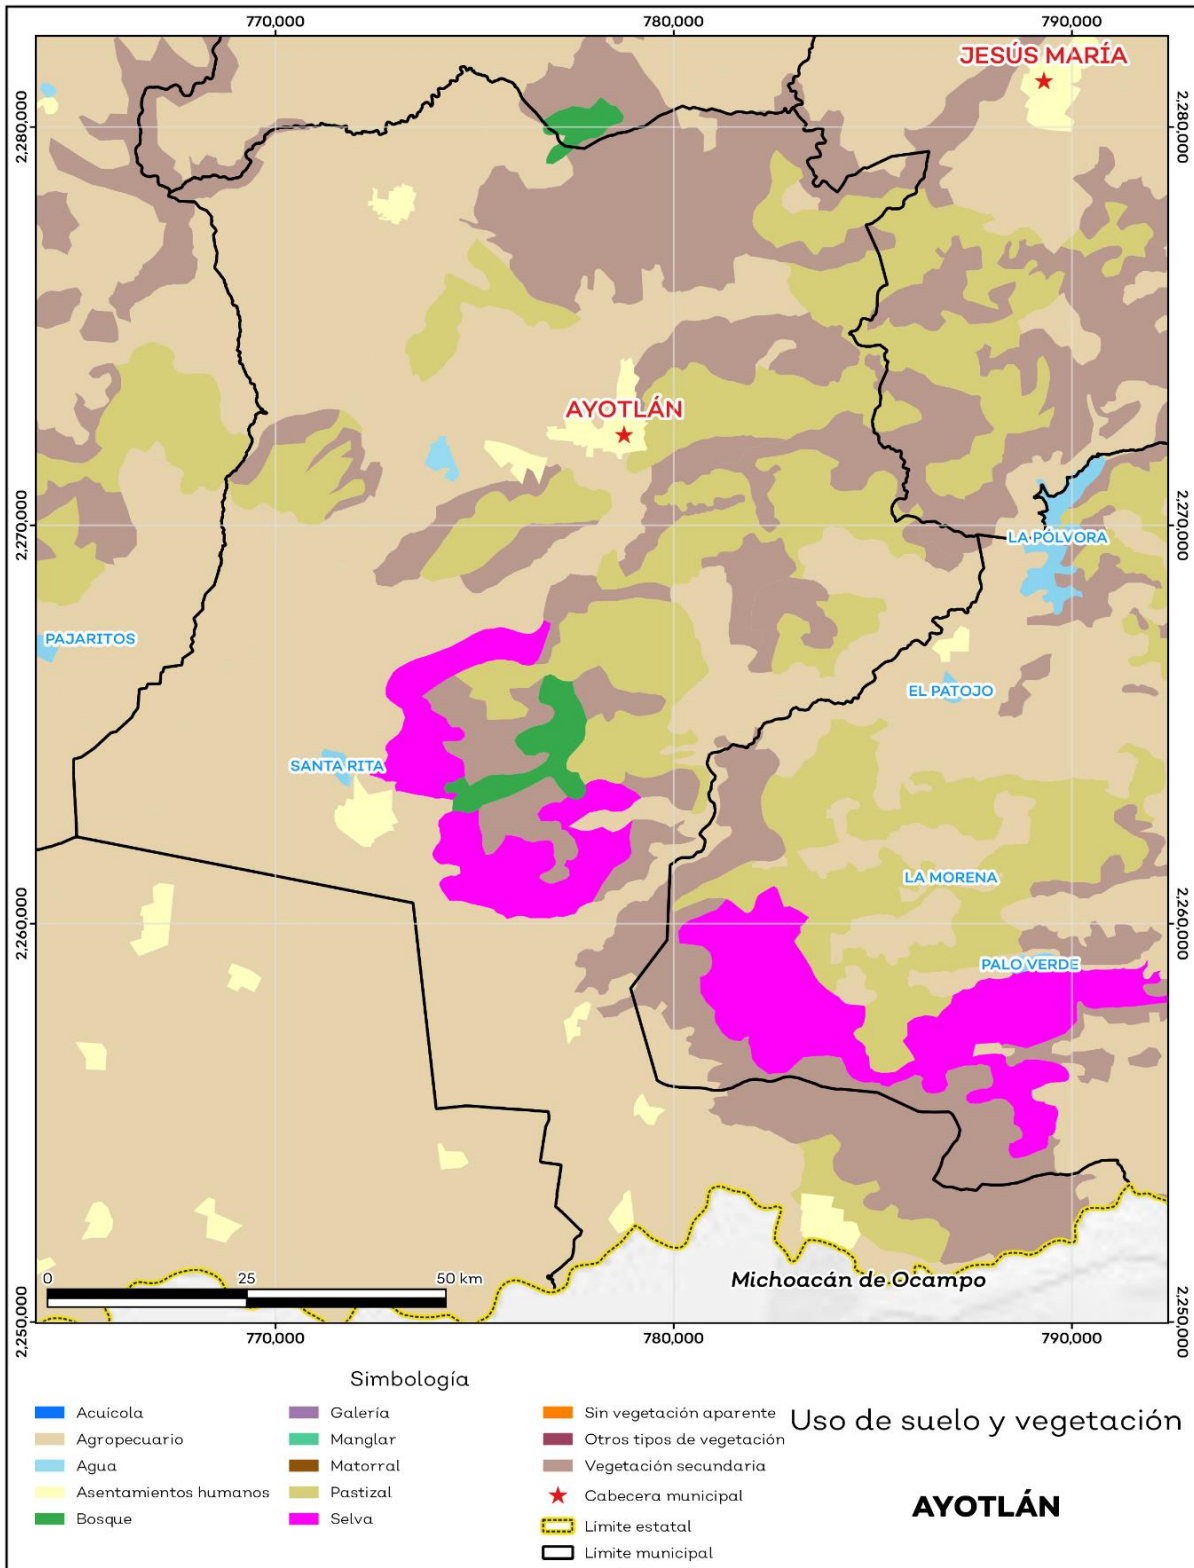 770,000
780,000
790,000
JESÚS MARÍA
2,280,000
2,280,000
AYOTLÁN
2,270,000
2,270,000
LA PÓLVORA
PAJARITOS
EL PATOJO
SANTA RITA
LA MORENA
2,260,000
2,260,000
PALO VERDE
0
25
50 km
Michoacán de Ocampo
2,250,000
2,250,000
770,000
780,000
790,000
Simbología
Acuícola
Agropecuario
Agua
Asentamientos humanos
Bosque
Galería
Manglar
Matorral
Pastizal
Selva
Sin vegetación aparente
Otros tipos de vegetación
Vegetación secundaria
Cabecera municipal
Límite estatal
Límite municipal
Uso de suelo y vegetación
AYOTLÁN